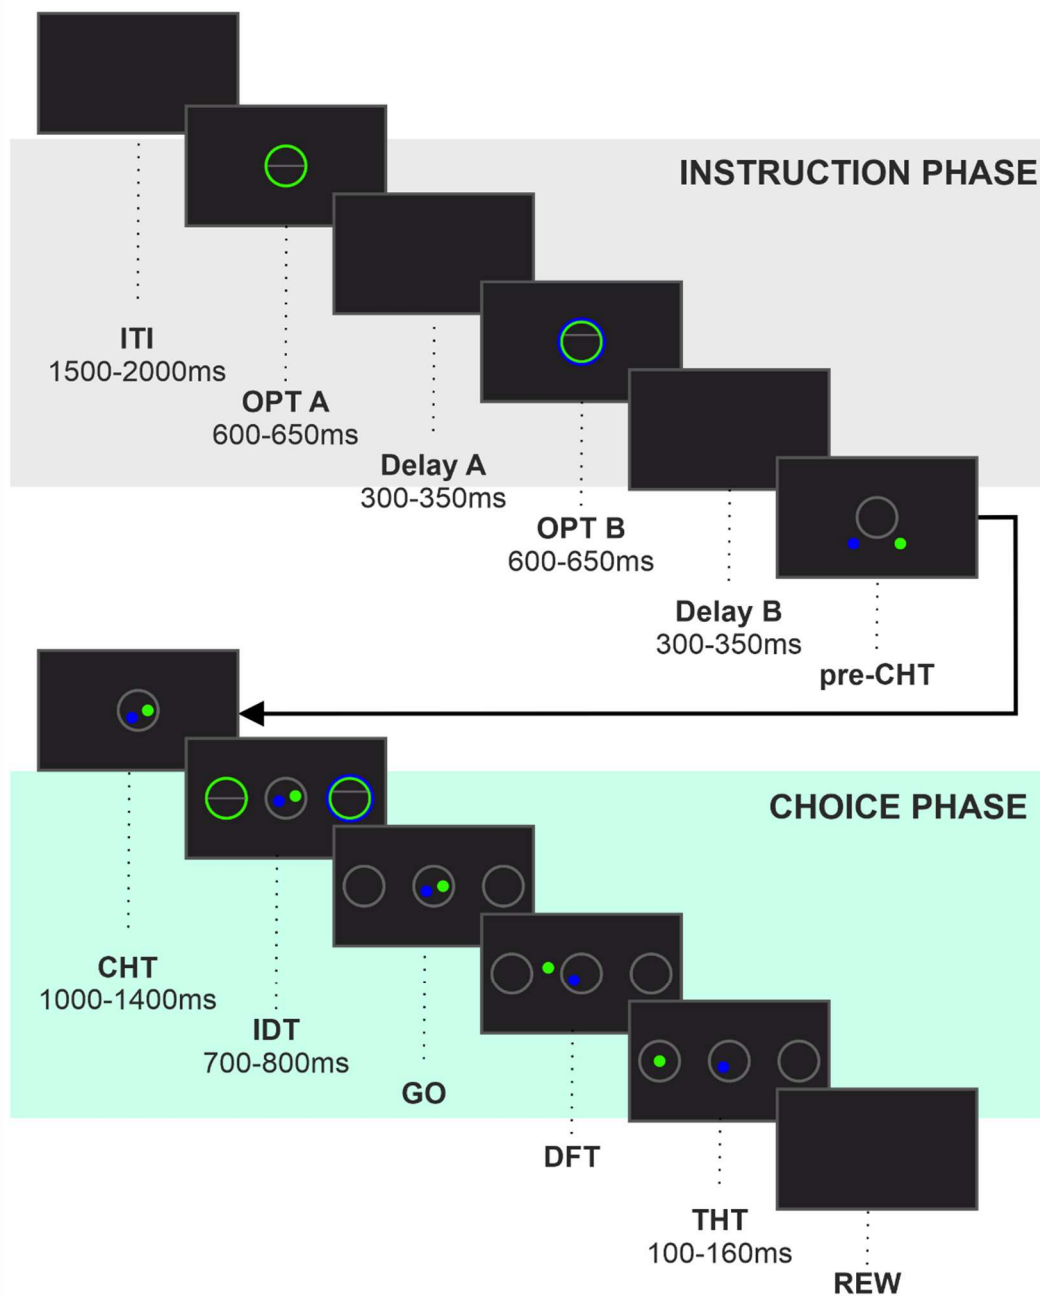 INSTRUCTION PHASE
ITI
1500-2000ms
OPT A
600-650ms
Delay A
300-350ms
OPT B
600-650ms
Delay B
300-350ms
pre-CHT
CHOICE PHASE
CHT
1000-1400ms
IDT
700-800ms
GO
DFT
THT
100-160ms
REW